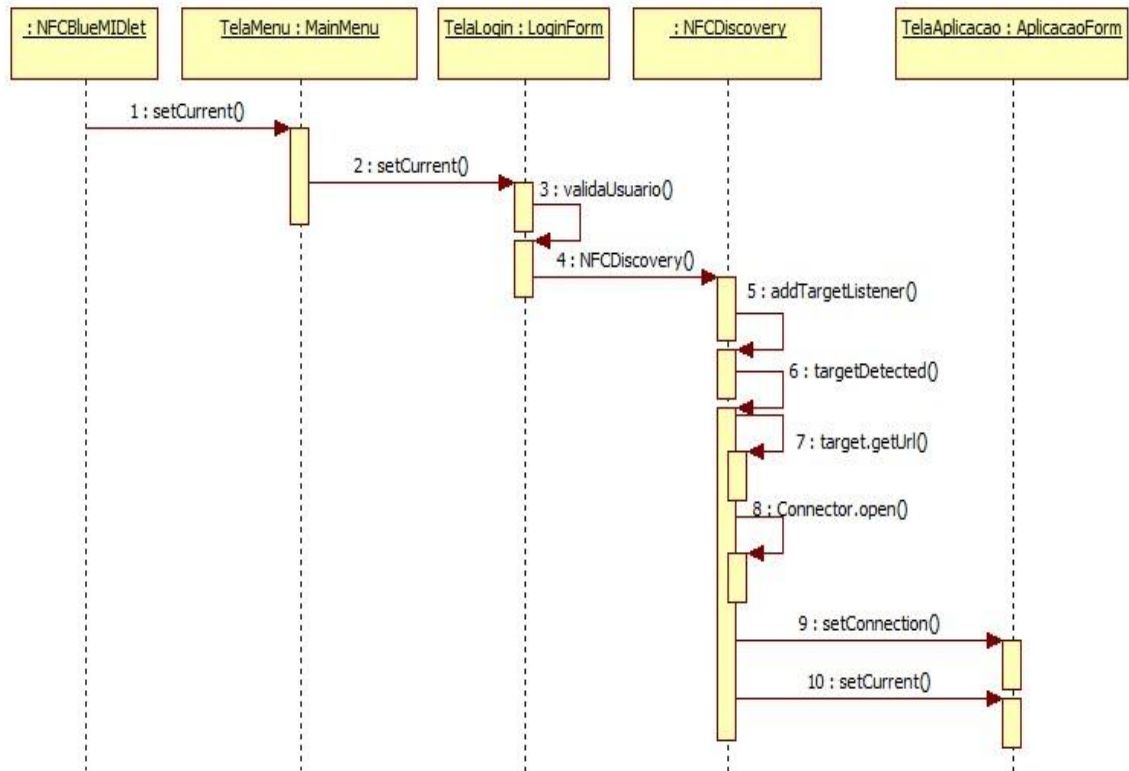 : NFCBlueMIDlet
TelaMenu : MainMenu
TelaLogin : LoginForm
: NFCDiscovery
TelaAplicacao : AplicacaoForm
1 : setCurrent()
2 : setCurrent()
3 : validaUsuario()
4 : NFCDiscovery()
5 : addTargetListener()
6 : targetDetected()
7 : target.getUrl()
8 : Connector.open()
9 : setConnection()
10 : setCurrent()